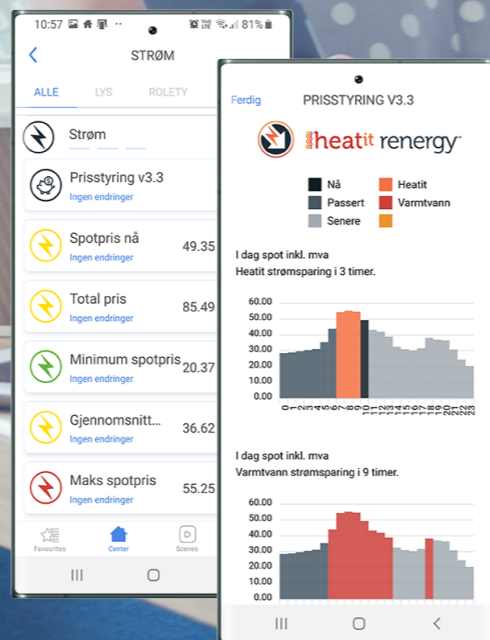 10:57
81%
STRØM
ALLE LYS ROLETY
Strøm
Prisstyring v3.3
Ingen endringer
Spotpris nå
49.35
Ingen endringer
Total pris
85.49
Ingen endringer
Minimum spotpris
20.37
Ingen endringer
Gjennomsnitt...
36.62
Ingen endringer
Maks spotpris
55.25
Ingen endringer
Favourites Center Scenes
Ferdig
PRISSTYRING V3.3
heatit renergy
Nå Heatit
Passert Varmtvann
Senere
I dag spot inkl. mva
Heatit strømsparing i 3 timer.
60.00
50.00
40.00
30.00
20.00
10.00
0.00
0 1 2 3 4 5 6 7 8 9 10 11 12 13 14 15 16 17 18 19 20 21 22 23
I dag spot inkl. mva
Varmtvann strømsparing i 9 timer.
60.00
50.00
40.00
30.00
20.00
10.00
0.00